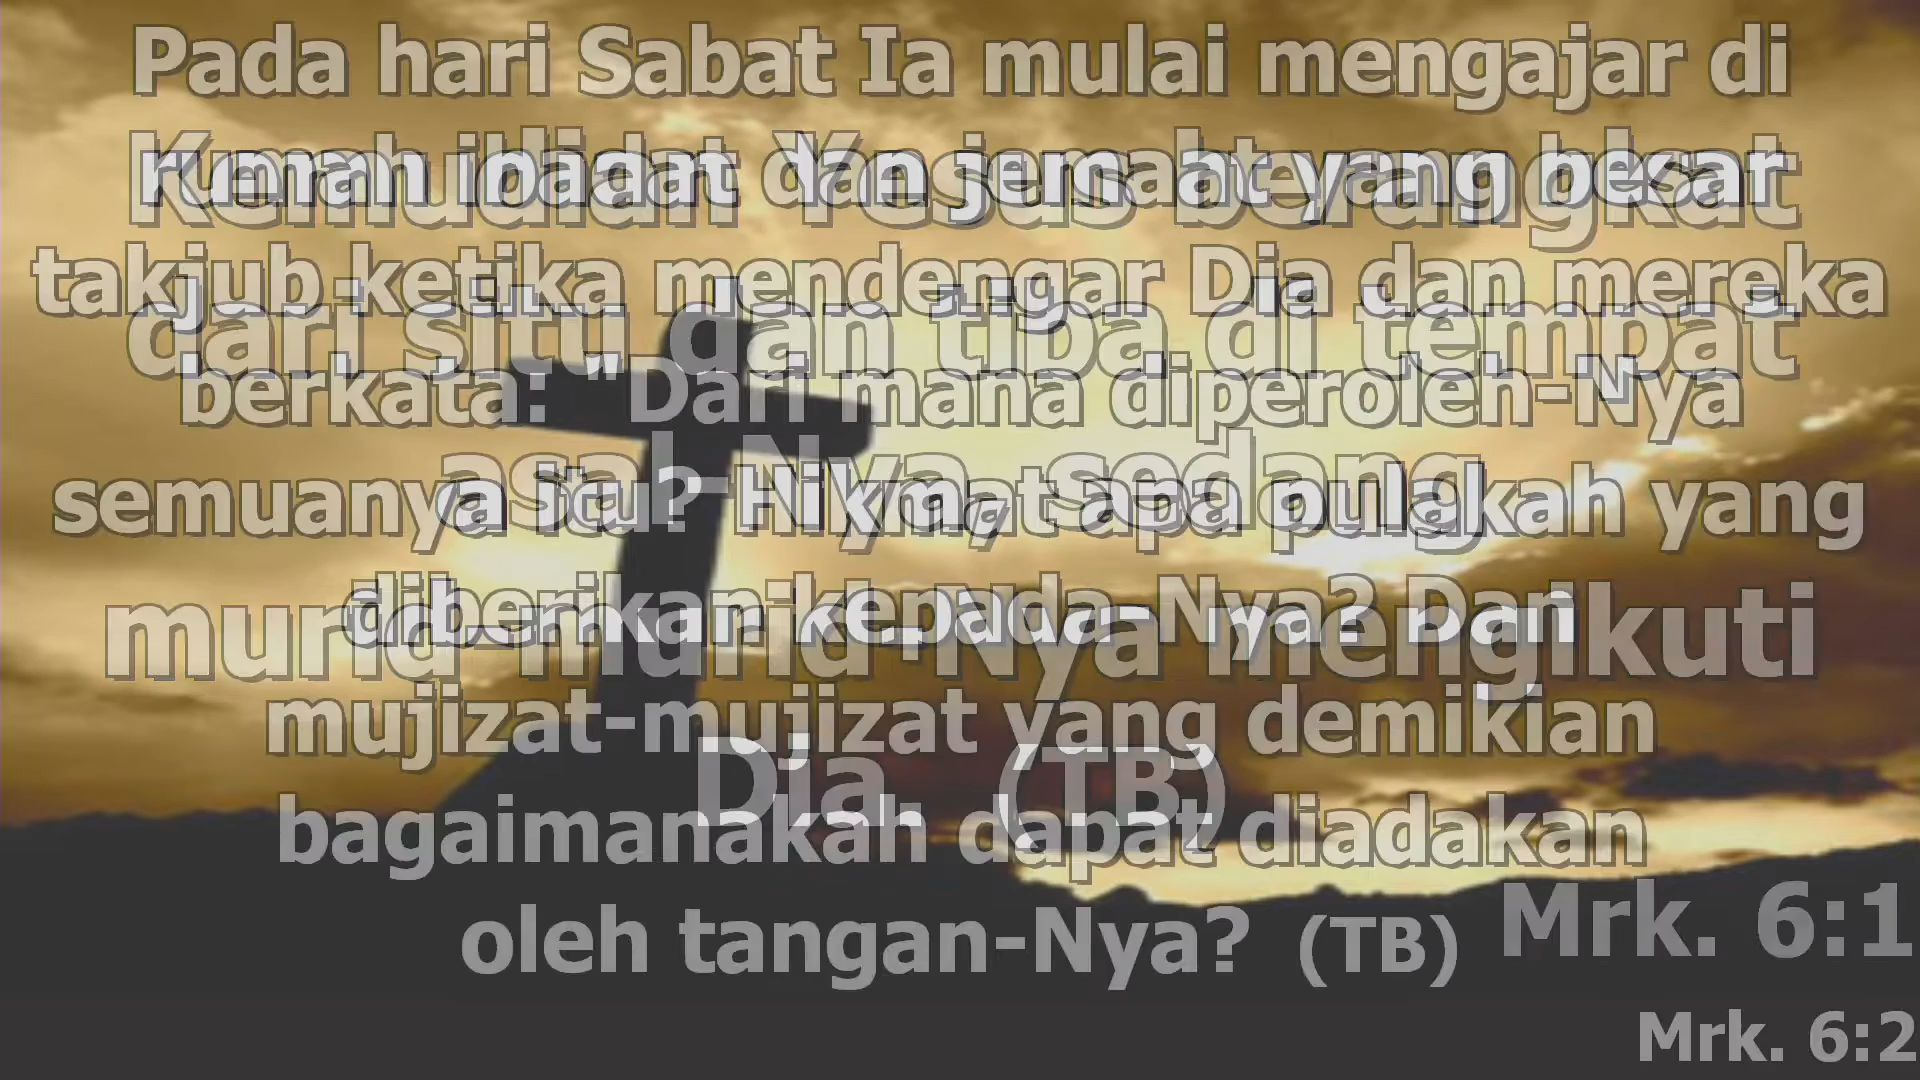 Kemudian Yesus berangkat
dari situ dan tiba di tempat
asal-Nya, sedang
murid-murid-Nya mengikuti
Dia. (TB)
Mrk. 6:1
Pada hari Sabat Ia mulai mengajar di
rumah ibadat dan jemaat yang besar
takjub ketika mendengar Dia dan mereka
berkata: "Dari mana diperoleh-Nya
semuanya itu? Hikmat apa pulakah yang
diberikan kepada-Nya? Dan
mujizat-mujizat yang demikian
bagaimanakah dapat diadakan
oleh tangan-Nya? (TB)
Mrk. 6:2